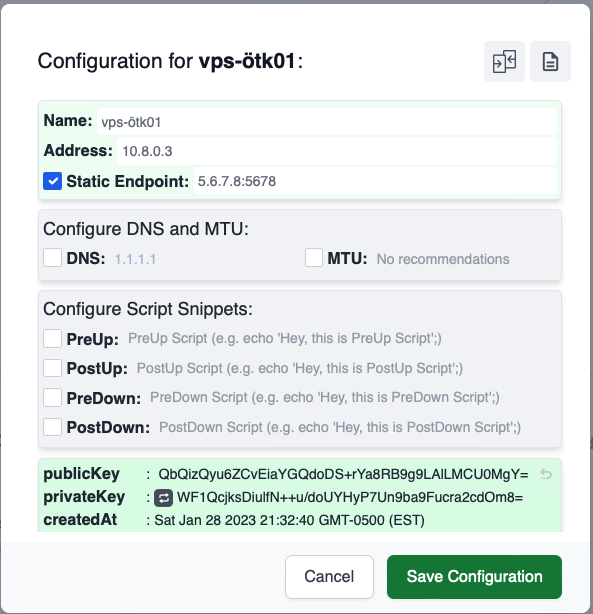 Configuration for vps-ötk01:
Name: vps-ötk01
Address: 10.8.0.3
Static Endpoint: 5.6.7.8:5678
Configure DNS and MTU:
DNS: 1.1.1.1 MTU: No recommendations
Configure Script Snippets:
PreUp: PreUp Script (e.g. echo 'Hey, this is PreUp Script';)
PostUp: PostUp Script (e.g. echo 'Hey, this is PostUp Script';)
PreDown: PreDown Script (e.g. echo 'Hey, this is PreDown Script';)
PostDown: PostDown Script (e.g. echo 'Hey, this is PostDown Script';)
publicKey : QbQizQyu6ZCvEiaYGQdoDS+rYa8RB9g9LAlLMCU0MgY=
privateKey : WF1QcjksDiulfN++u/doUYHyP7Un9ba9Fucra2cdOm8=
createdAt : Sat Jan 28 2023 21:32:40 GMT-0500 (EST)
Cancel Save Configuration